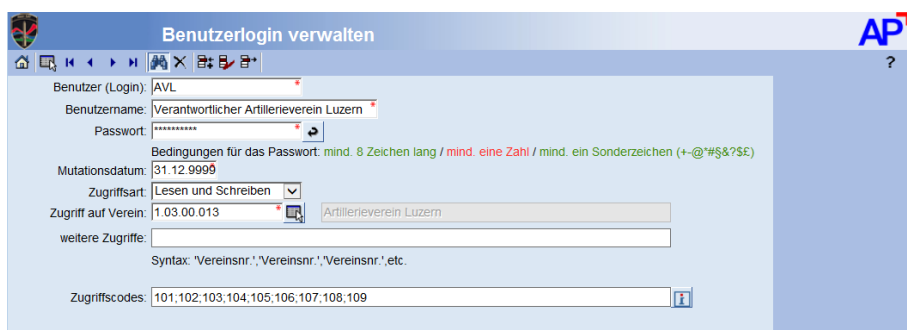 Benutzerlogin verwalten
AP
?
Benutzer (Login): AVL *
Benutzername: Verantwortlicher Artillerieverein Luzern *
Passwort: ********** *
Bedingungen für das Passwort: mind. 8 Zeichen lang / mind. eine Zahl / mind. ein Sonderzeichen (+-@*#§&?$£)
Mutationsdatum: 31.12.9999 *
Zugriffsart: Lesen und Schreiben
Zugriff auf Verein: 1.03.00.013 * Artillerieverein Luzern
weitere Zugriffe:
Syntax: 'Vereinsnr.','Vereinsnr.','Vereinsnr.',etc.
Zugriffscodes: 101;102;103;104;105;106;107;108;109